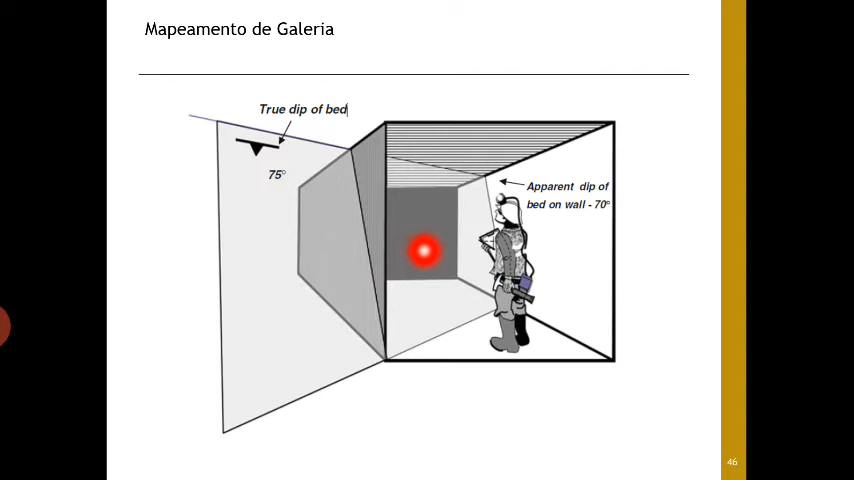 Mapeamento de Galeria
True dip of bed
75°
Apparent dip of
bed on wall - 70°
46